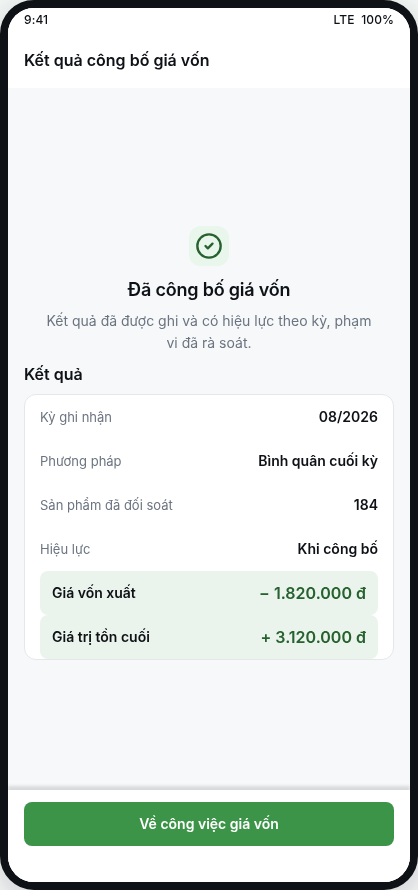 9:41 LTE 100%
Kết quả công bố giá vốn
Đã công bố giá vốn
Kết quả đã được ghi và có hiệu lực theo kỳ, phạm
vi đã rà soát.
Kết quả
Kỳ ghi nhận 08/2026
Phương pháp Bình quân cuối kỳ
Sản phẩm đã đối soát 184
Hiệu lực Khi công bố
Giá vốn xuất − 1.820.000 đ
Giá trị tồn cuối + 3.120.000 đ
Về công việc giá vốn